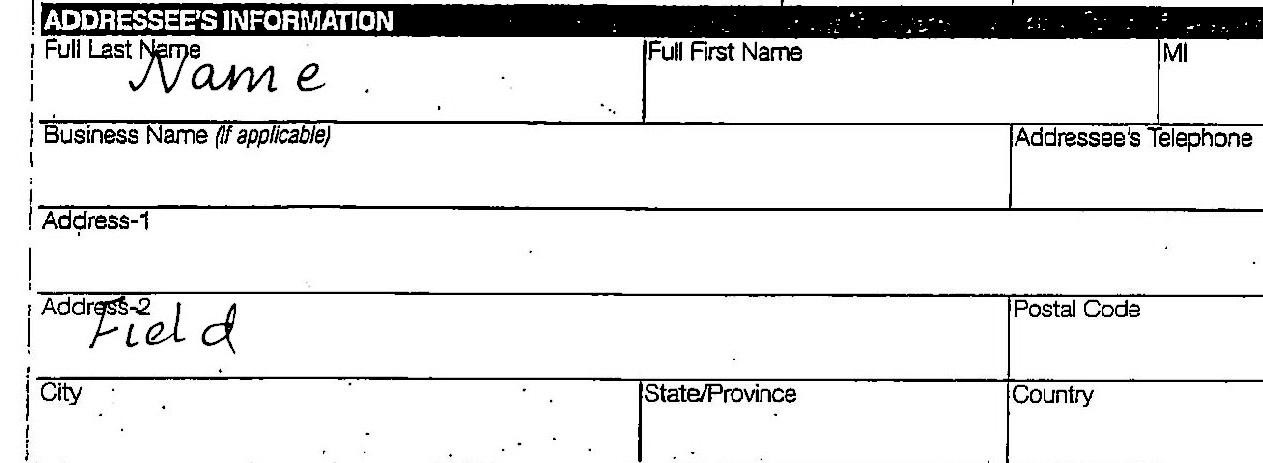 ADDRESSEE'S INFORMATION
Full Last Name Full First Name MI
Name
Business Name (If applicable) Addressee's Telephone
Address-1
Address-2 Postal Code
Field
City State/Province Country